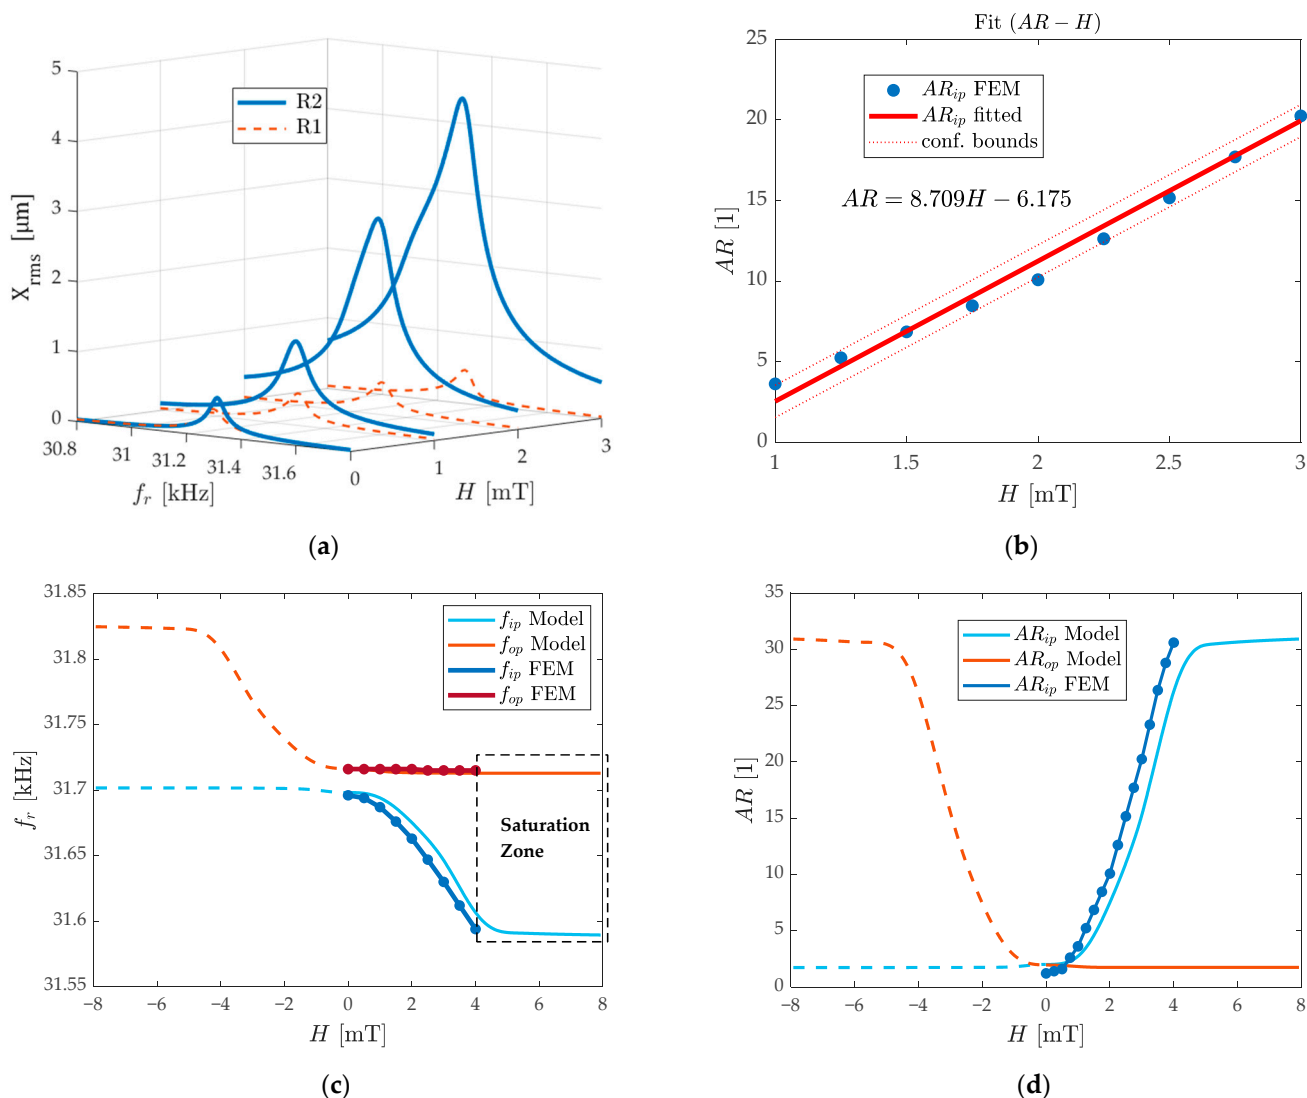 5
4
3
2
1
0
X_rms [μm]
R2
R1
30.8
31
31.2
31.4
31.6
f_r [kHz]
0
1
2
3
H [mT]
(a)
Fit (AR − H)
25
20
15
10
5
0
AR [1]
AR_ip FEM
AR_ip fitted
conf. bounds
AR = 8.709H − 6.175
1
1.5
2
2.5
3
H [mT]
(b)
31.85
31.8
31.75
31.7
31.65
31.6
31.55
f_r [kHz]
f_ip Model
f_op Model
f_ip FEM
f_op FEM
Saturation
Zone
−8
−6
−4
−2
0
2
4
6
8
H [mT]
(c)
35
30
25
20
15
10
5
0
AR [1]
AR_ip Model
AR_op Model
AR_ip FEM
−8
−6
−4
−2
0
2
4
6
8
H [mT]
(d)